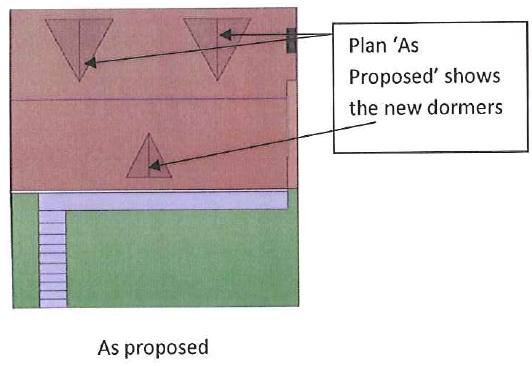 Plan ‘As
Proposed’ shows
the new dormers
As proposed